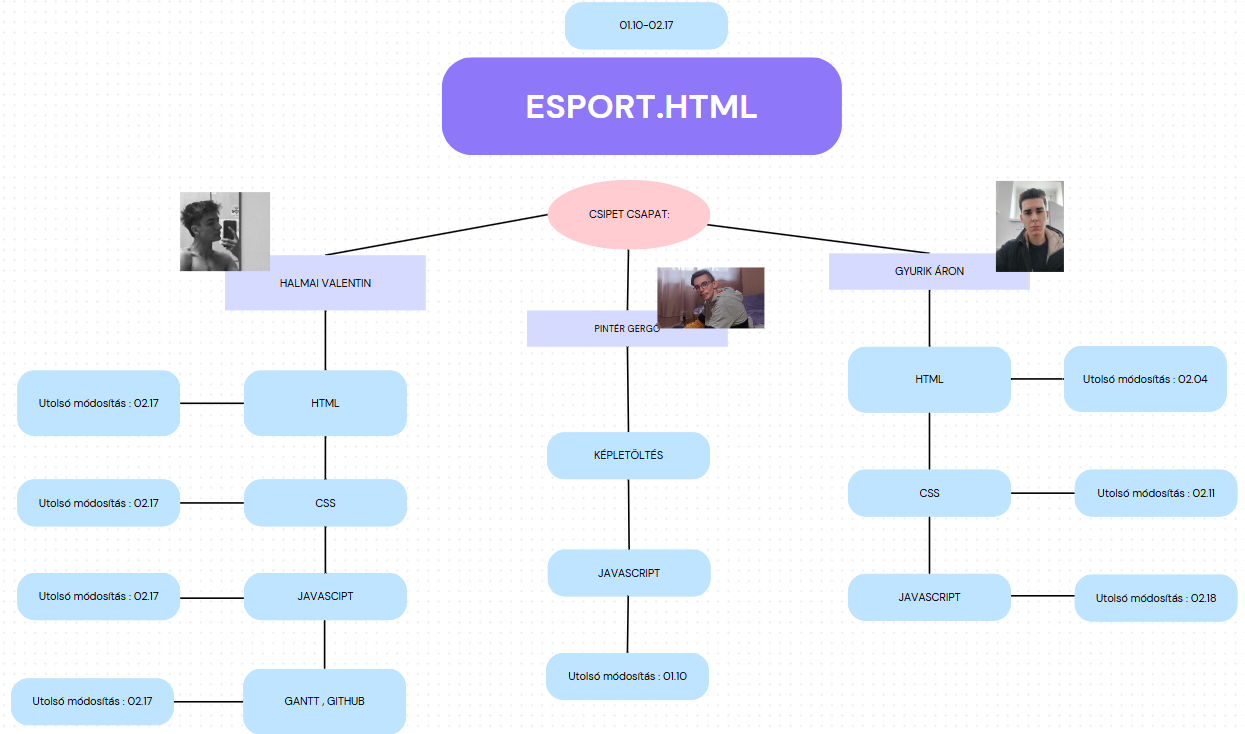 01.10-02.17
ESPORT.HTML
CSIPET CSAPAT:
HALMAI VALENTIN
HTML
Utolsó módosítás : 02.17
CSS
Utolsó módosítás : 02.17
JAVASCIPT
Utolsó módosítás : 02.17
GANTT , GITHUB
Utolsó módosítás : 02.17
PINTÉR GERGŐ
KÉPLETÖLTÉS
JAVASCRIPT
Utolsó módosítás : 01.10
GYURIK ÁRON
HTML
Utolsó módosítás : 02.04
CSS
Utolsó módosítás : 02.11
JAVASCRIPT
Utolsó módosítás : 02.18